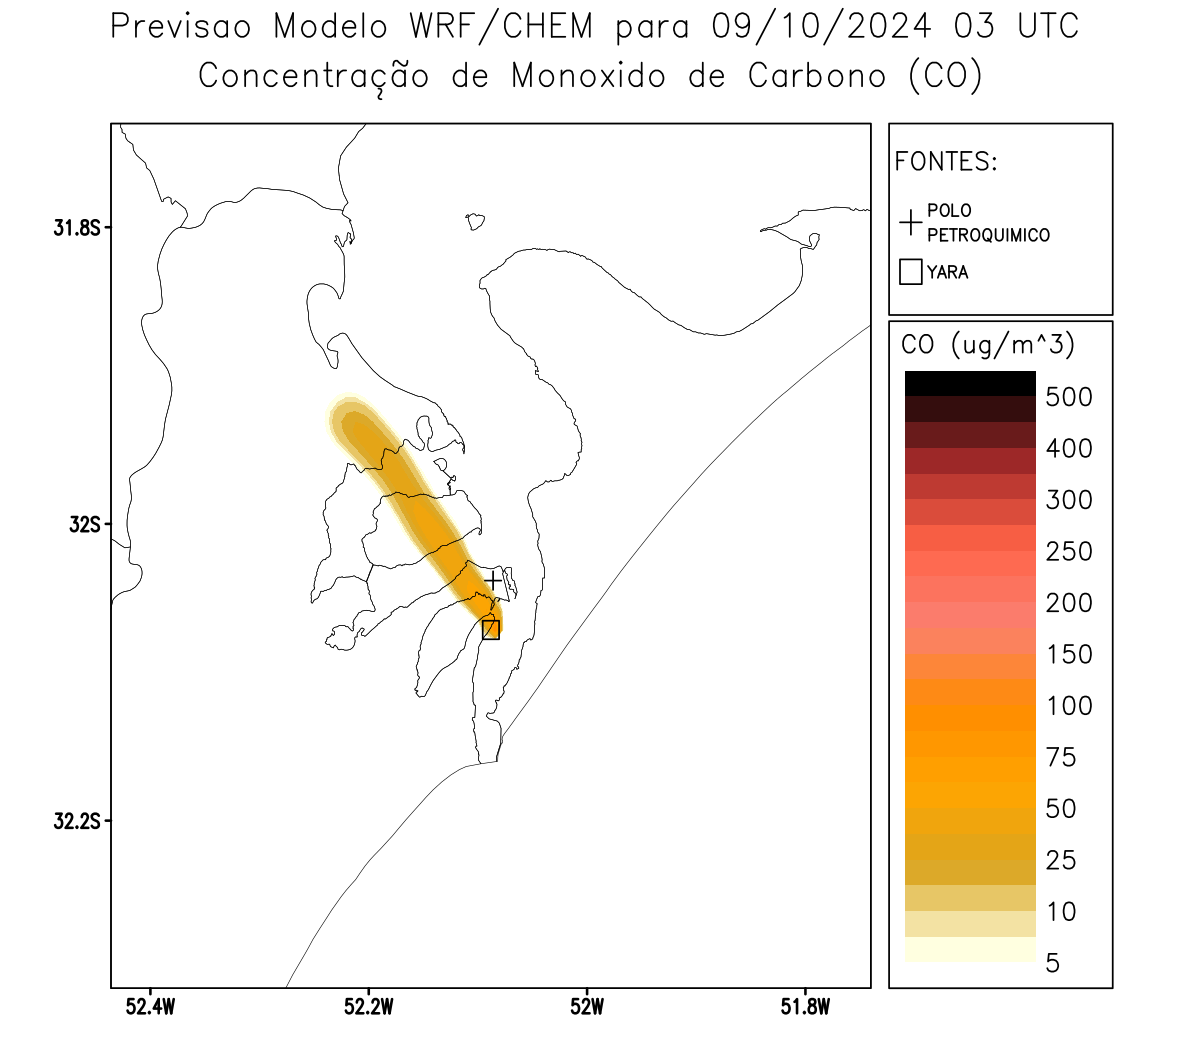 Previsao Modelo WRF/CHEM para 09/10/2024 03 UTC
Concentração de Monoxido de Carbono (CO)
FONTES:
POLO
PETROQUIMICO
YARA
CO (ug/m^3)
500
400
300
250
200
150
100
75
50
25
10
5
31.8S
32S
32.2S
52.4W
52.2W
52W
51.8W